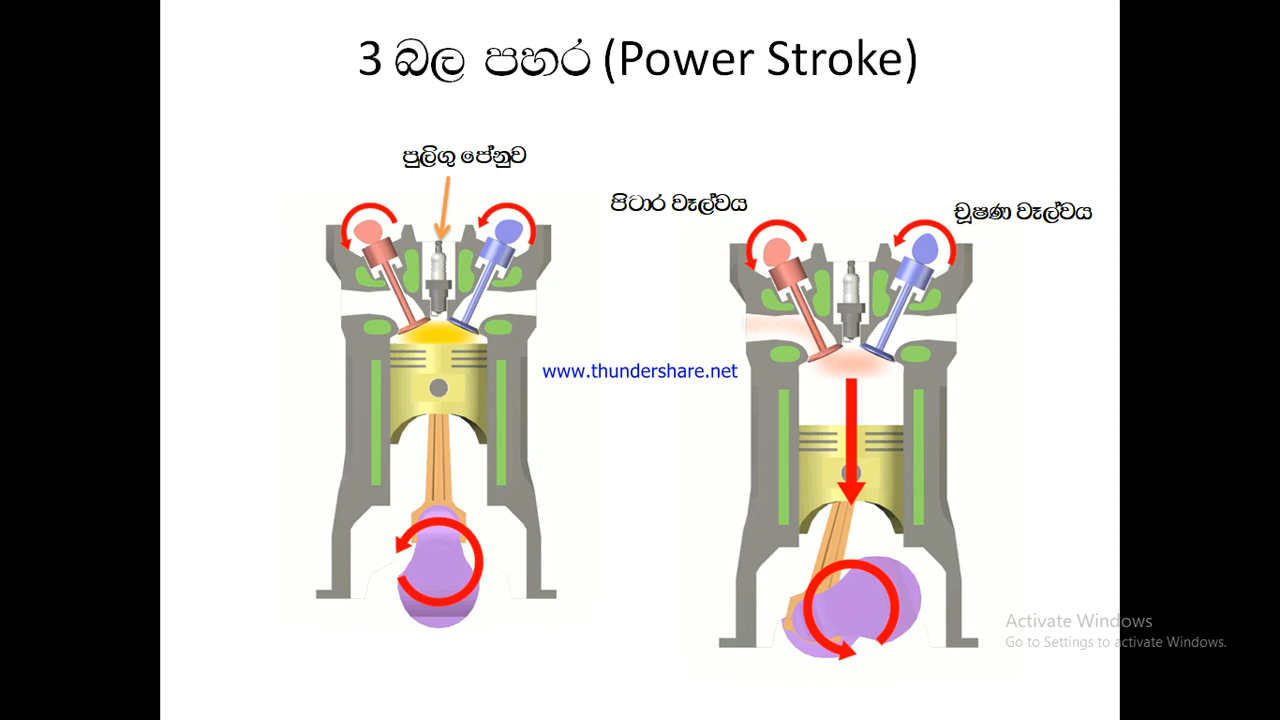 3 බල පහර (Power Stroke)
පුලිගු පේනුව
පිටාර වෑල්වය
චූෂණ වෑල්වය
www.thundershare.net
Activate Windows
Go to Settings to activate Windows.